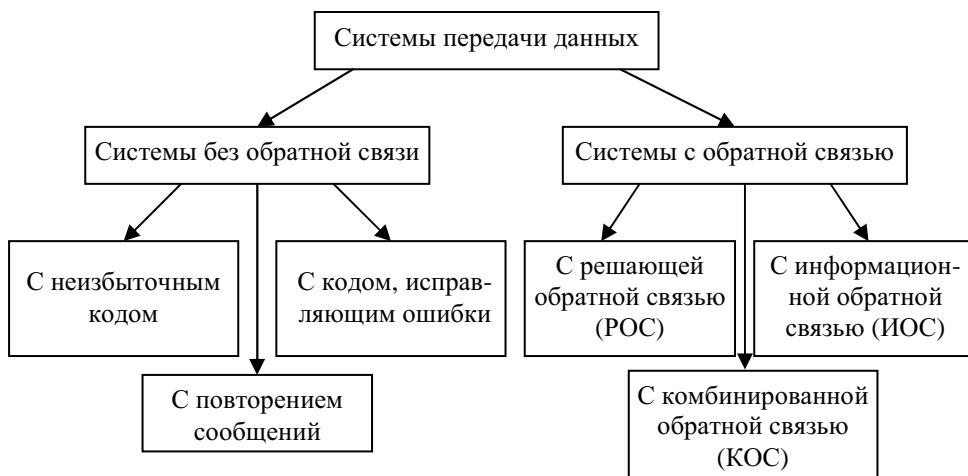 Системы передачи данных
Системы без обратной связи
Системы с обратной связью
С неизбыточным
кодом
С кодом, исправ-
ляющим ошибки
С решающей
обратной связью
(РОС)
С информацион-
ной обратной
связью (ИОС)
С повторением
сообщений
С комбинированной
обратной связью
(КОС)